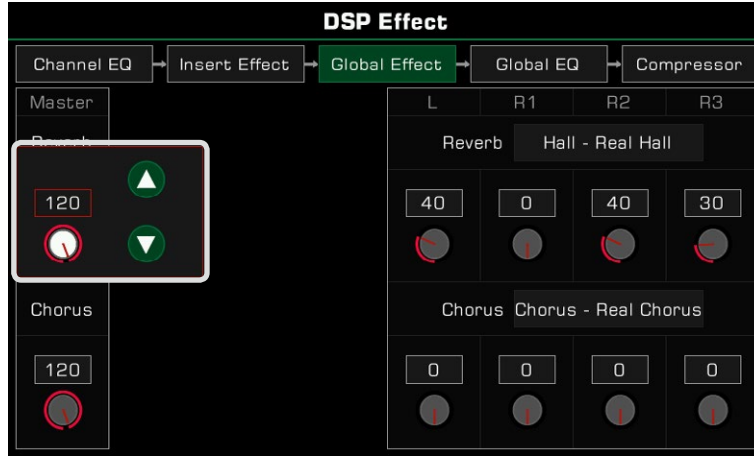 DSP Effect
Channel EQ Insert Effect Global Effect Global EQ Compressor
Master L R1 R2 R3
Reverb Reverb Hall - Real Hall
120 40 0 40 30
Chorus Chorus Chorus - Real Chorus
120 0 0 0 0